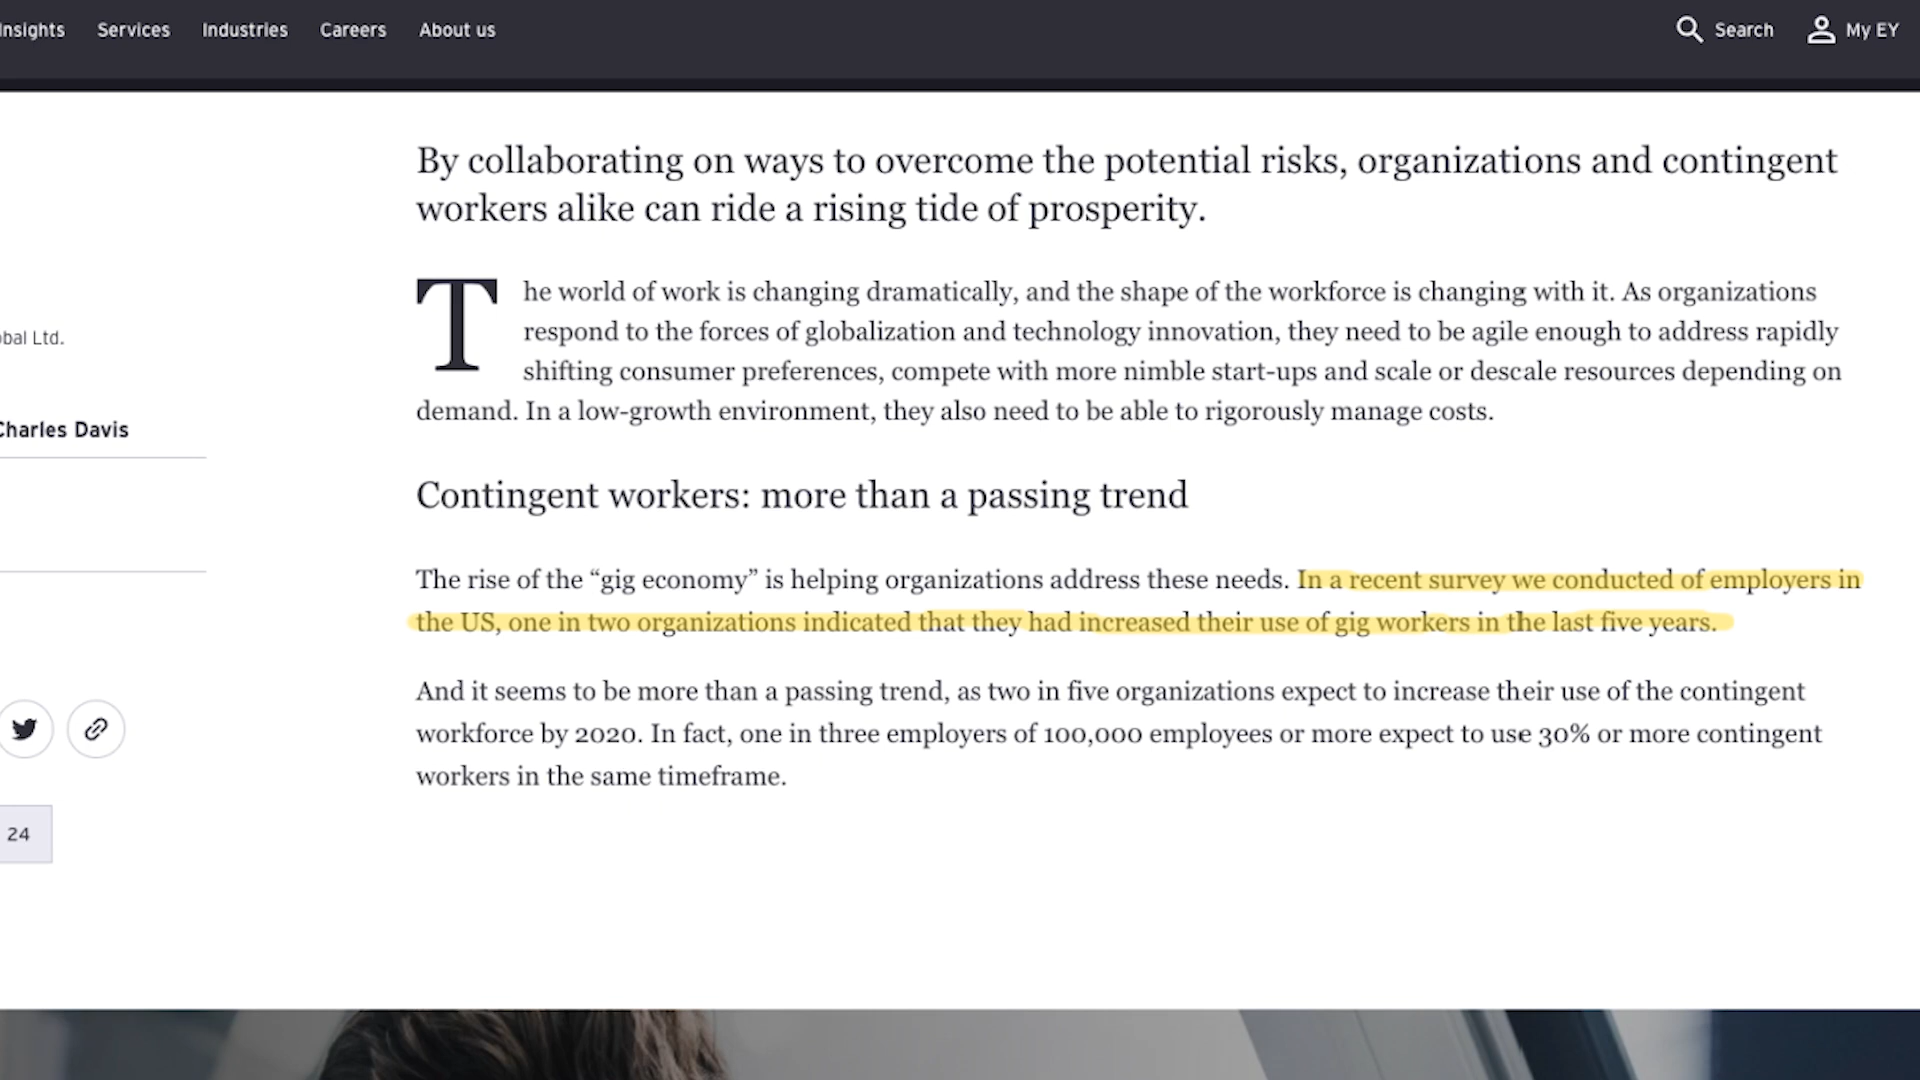 Insights Services Industries Careers About us Search My EY
By collaborating on ways to overcome the potential risks, organizations and contingent
workers alike can ride a rising tide of prosperity.
The world of work is changing dramatically, and the shape of the workforce is changing with it. As organizations
respond to the forces of globalization and technology innovation, they need to be agile enough to address rapidly
shifting consumer preferences, compete with more nimble start-ups and scale or descale resources depending on
demand. In a low-growth environment, they also need to be able to rigorously manage costs.
obal Ltd.
Charles Davis
Contingent workers: more than a passing trend
The rise of the “gig economy” is helping organizations address these needs. In a recent survey we conducted of employers in
the US, one in two organizations indicated that they had increased their use of gig workers in the last five years.
And it seems to be more than a passing trend, as two in five organizations expect to increase their use of the contingent
workforce by 2020. In fact, one in three employers of 100,000 employees or more expect to use 30% or more contingent
workers in the same timeframe.
24